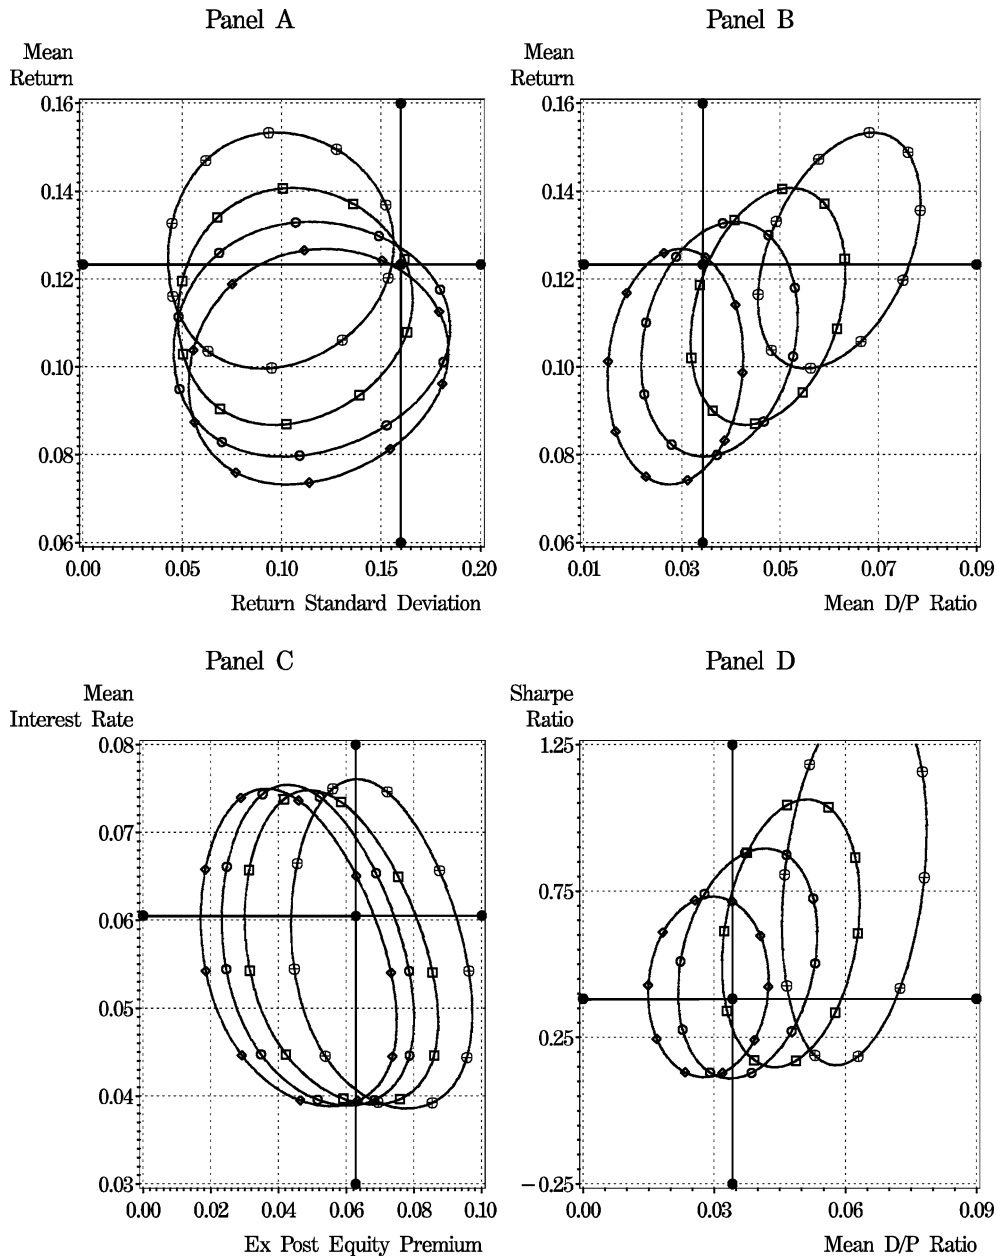 Panel A
Mean
Return
0.16
0.14
0.12
0.10
0.08
0.06
0.00 0.05 0.10 0.15 0.20
Return Standard Deviation
Panel B
Mean
Return
0.16
0.14
0.12
0.10
0.08
0.06
0.01 0.03 0.05 0.07 0.09
Mean D/P Ratio
Panel C
Mean
Interest Rate
0.08
0.07
0.06
0.05
0.04
0.03
0.00 0.02 0.04 0.06 0.08 0.10
Ex Post Equity Premium
Panel D
Sharpe
Ratio
1.25
0.75
0.25
−0.25
0.00 0.03 0.06 0.09
Mean D/P Ratio